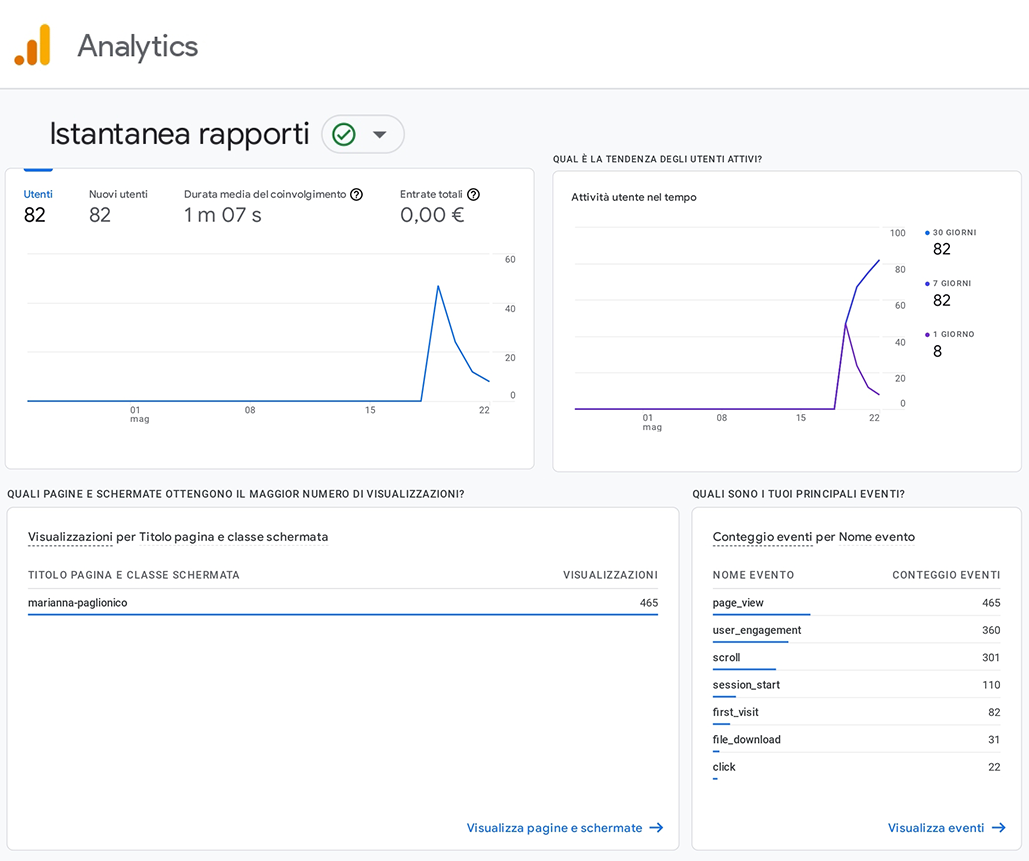 Analytics
Istantanea rapporti
Utenti
82
Nuovi utenti
82
Durata media del coinvolgimento
1 m 07 s
Entrate totali
0,00 €
60
40
20
0
01
mag
08
15
22
QUAL È LA TENDENZA DEGLI UTENTI ATTIVI?
Attività utente nel tempo
100
80
60
40
20
0
01
mag
08
15
22
30 GIORNI
82
7 GIORNI
82
1 GIORNO
8
QUALI PAGINE E SCHERMATE OTTENGONO IL MAGGIOR NUMERO DI VISUALIZZAZIONI?
Visualizzazioni per Titolo pagina e classe schermata
TITOLO PAGINA E CLASSE SCHERMATA VISUALIZZAZIONI
marianna-paglionico 465
Visualizza pagine e schermate
QUALI SONO I TUOI PRINCIPALI EVENTI?
Conteggio eventi per Nome evento
NOME EVENTO CONTEGGIO EVENTI
page_view 465
user_engagement 360
scroll 301
session_start 110
first_visit 82
file_download 31
click 22
Visualizza eventi